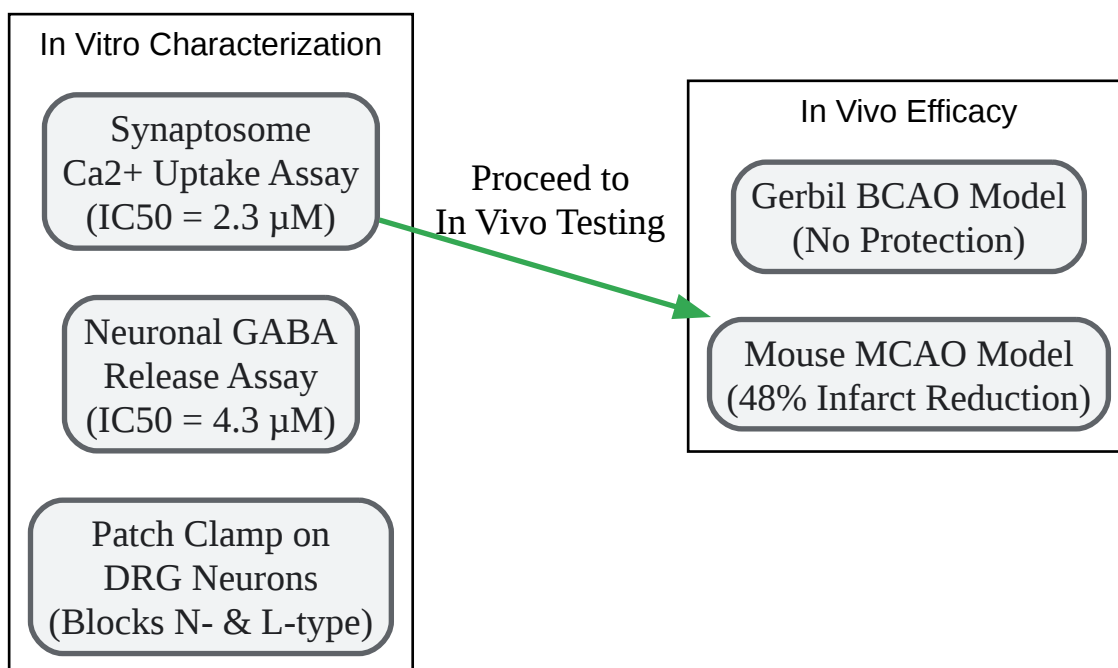 In Vitro Characterization
Synaptosome
Ca2+ Uptake Assay
(IC50 = 2.3 µM)
Neuronal GABA
Release Assay
(IC50 = 4.3 µM)
Patch Clamp on
DRG Neurons
(Blocks N- & L-type)
Proceed to
In Vivo Testing
In Vivo Efficacy
Gerbil BCAO Model
(No Protection)
Mouse MCAO Model
(48% Infarct Reduction)